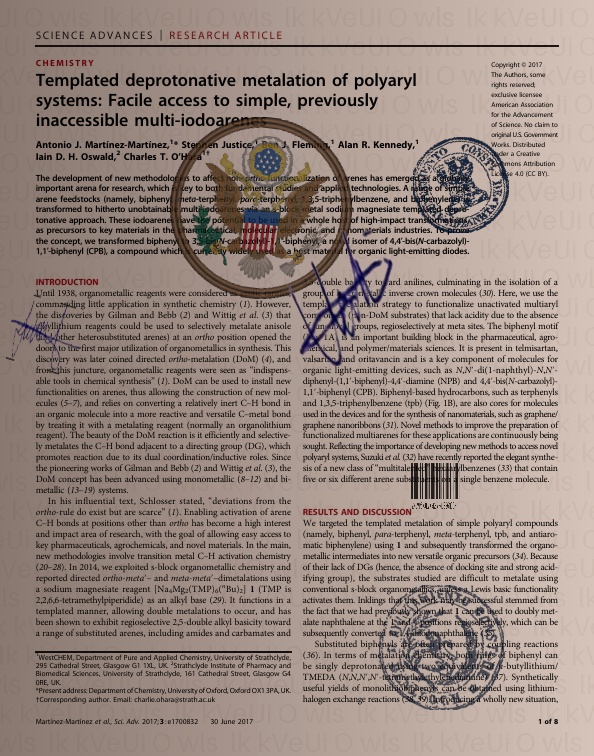 SCIENCE ADVANCES | RESEARCH ARTICLE
CHEMISTRY
Templated deprotonative metalation of polyaryl
systems: Facile access to simple, previously
inaccessible multi-iodoarenes
Copyright © 2017
The Authors, some
rights reserved;
exclusive licensee
American Association
for the Advancement
of Science. No claim to
original U.S. Government
Works. Distributed
under a Creative
Commons Attribution
License 4.0 (CC BY).
Antonio J. Martínez-Martínez,¹* Stephen Justice,¹ Ben J. Fleming,¹ Alan R. Kennedy,¹
Iain D. H. Oswald,² Charles T. O'Hara¹†
The development of new methodologies to affect non-ortho-functionalization of arenes has emerged as a globally
important arena for research, which is key to both fundamental studies and applied technologies. A range of simple
arene feedstocks (namely, biphenyl, meta-terphenyl, para-terphenyl, 1,3,5-triphenylbenzene, and biphenylene)
transformed to hitherto unobtainable multi-iodoarenes via an s-block metal sodium magnesiate templated depro-
tonative approach. These iodoarenes have the potential to be used in a whole host of high-impact transformations,
as precursors to key materials in the pharmaceutical, molecular electronic, and nanomaterials industries. To prove
the concept, we transformed biphenyl to 3,5-bis(N-carbazolyl)-1,1'-biphenyl, a novel isomer of 4,4'-bis(N-carbazolyl)-
1,1'-biphenyl (CPB), a compound which is currently widely used as a host material for organic light-emitting diodes.
INTRODUCTION
Until 1938, organometallic reagents were considered as
commanding little application in synthetic chemistry (1). However,
the discoveries by Gilman and Bebb (2) and Wittig et al. (3) that
alkyllithium reagents could be used to selectively metalate anisole
(and other heterosubstituted arenes) at an ortho position opened the
door to the first major utilization of organometallics in synthesis. This
discovery was later coined directed ortho-metalation (DoM) (4), and
from this juncture, organometallic reagents were seen as "indispens-
able tools in chemical synthesis" (1). DoM can be used to install new
functionalities on arenes, thus allowing the construction of new mol-
ecules (5–7), and relies on converting a relatively inert C–H bond in
an organic molecule into a more reactive and versatile C–metal bond
by treating it with a metalating reagent (normally an organolithium
reagent). The beauty of the DoM reaction is it efficiently and selective-
ly metalates the C–H bond adjacent to a directing group (DG), which
promotes reaction due to its dual coordination/inductive roles. Since
the pioneering works of Gilman and Bebb (2) and Wittig et al. (3), the
DoM concept has been advanced using monometallic (8–12) and bi-
metallic (13–19) systems.
In his influential text, Schlosser stated, "deviations from the
ortho-rule do exist but are scarce" (1). Enabling activation of arene
C–H bonds at positions other than ortho has become a high interest
and impact area of research, with the goal of allowing easy access to
key pharmaceuticals, agrochemicals, and novel materials. In the main,
new methodologies involve transition metal C–H activation chemistry
(20–28). In 2014, we exploited s-block organometallic chemistry and
reported directed ortho-meta'– and meta-meta'–dimetalations using
a sodium magnesiate reagent [Na₄Mg₂(TMP)₆(ⁿBu)₂] 1 (TMP is
2,2,6,6-tetramethylpiperidide) as an alkyl base (29). It functions in a
templated manner, allowing double metalations to occur, and has
been shown to exhibit regioselective 2,5-double alkyl basicity toward
a range of substituted arenes, including amides and carbamates and
¹WestCHEM, Department of Pure and Applied Chemistry, University of Strathclyde,
295 Cathedral Street, Glasgow G1 1XL, UK. ²Strathclyde Institute of Pharmacy and
Biomedical Sciences, University of Strathclyde, 161 Cathedral Street, Glasgow G4
0RE, UK.
*Present address: Department of Chemistry, University of Oxford, Oxford OX1 3PA, UK.
†Corresponding author. Email: charlie.ohara@strath.ac.uk
double basicity toward anilines, culminating in the isolation of a
group of inverse crown molecules (30). Here, we use the
templated metalation strategy to functionalize unactivated multiaryl
(non-DoM substrates) that lack acidity due to the absence
of groups, regioselectively at meta sites. The biphenyl motif
1A) is an important building block in the pharmaceutical, agro-
chemical, and polymer/materials sciences. It is present in telmisartan,
valsartan, and oritavancin and is a key component of molecules for
organic light-emitting devices, such as N,N'-di(1-naphthyl)-N,N'-
diphenyl-(1,1'-biphenyl)-4,4'-diamine (NPB) and 4,4'-bis(N-carbazolyl)-
1,1'-biphenyl (CPB). Biphenyl-based hydrocarbons, such as terphenyls
and 1,3,5-triphenylbenzene (tpb) (Fig. 1B), are also cores for molecules
used in the devices and for the synthesis of nanomaterials, such as graphene/
graphene nanoribbons (31). Novel methods to improve the preparation of
functionalized multiarenes for these applications are continuously being
sought. Reflecting the importance of developing new methods to access novel
polyaryl systems, Suzuki et al. (32) have recently reported the elegant synthe-
sis of a new class of "multitalented" hexaarylbenzenes (33) that contain
five or six different arene substituents on a single benzene molecule.
RESULTS AND DISCUSSION
We targeted the templated metalation of simple polyaryl compounds
(namely, biphenyl, para-terphenyl, meta-terphenyl, tpb, and antiaro-
matic biphenylene) using 1 and subsequently transformed the organo-
metallic intermediates into new versatile organic precursors (34). Because
of their lack of DGs (hence, the absence of docking site and strong acid-
ifying group), the substrates studied are difficult to metalate using
conventional s-block organometallics, unless a Lewis basic functionality
activates them. Inklings that this work may be successful stemmed from
the fact that we had previously shown that 1 can be used to doubly met-
alate naphthalene at the 1 and 4 positions regioselectively, which can be
subsequently converted to 1,4-diiodonaphthalene (35).
Substituted biphenyls are often prepared by coupling reactions
(36). In terms of metalation chemistry, both rings of biphenyl can
be singly deprotonated using two equivalents of n-butyllithium/
TMEDA (N,N,N',N'-tetramethylethylenediamine) (37). Synthetically
useful yields of monolithiobiphenyls can be obtained using lithium-
halogen exchange reactions (38, 39). Introducing a wholly new situation,
Martínez-Martínez et al., Sci. Adv. 2017;3:e1700832 30 June 2017
1 of 8